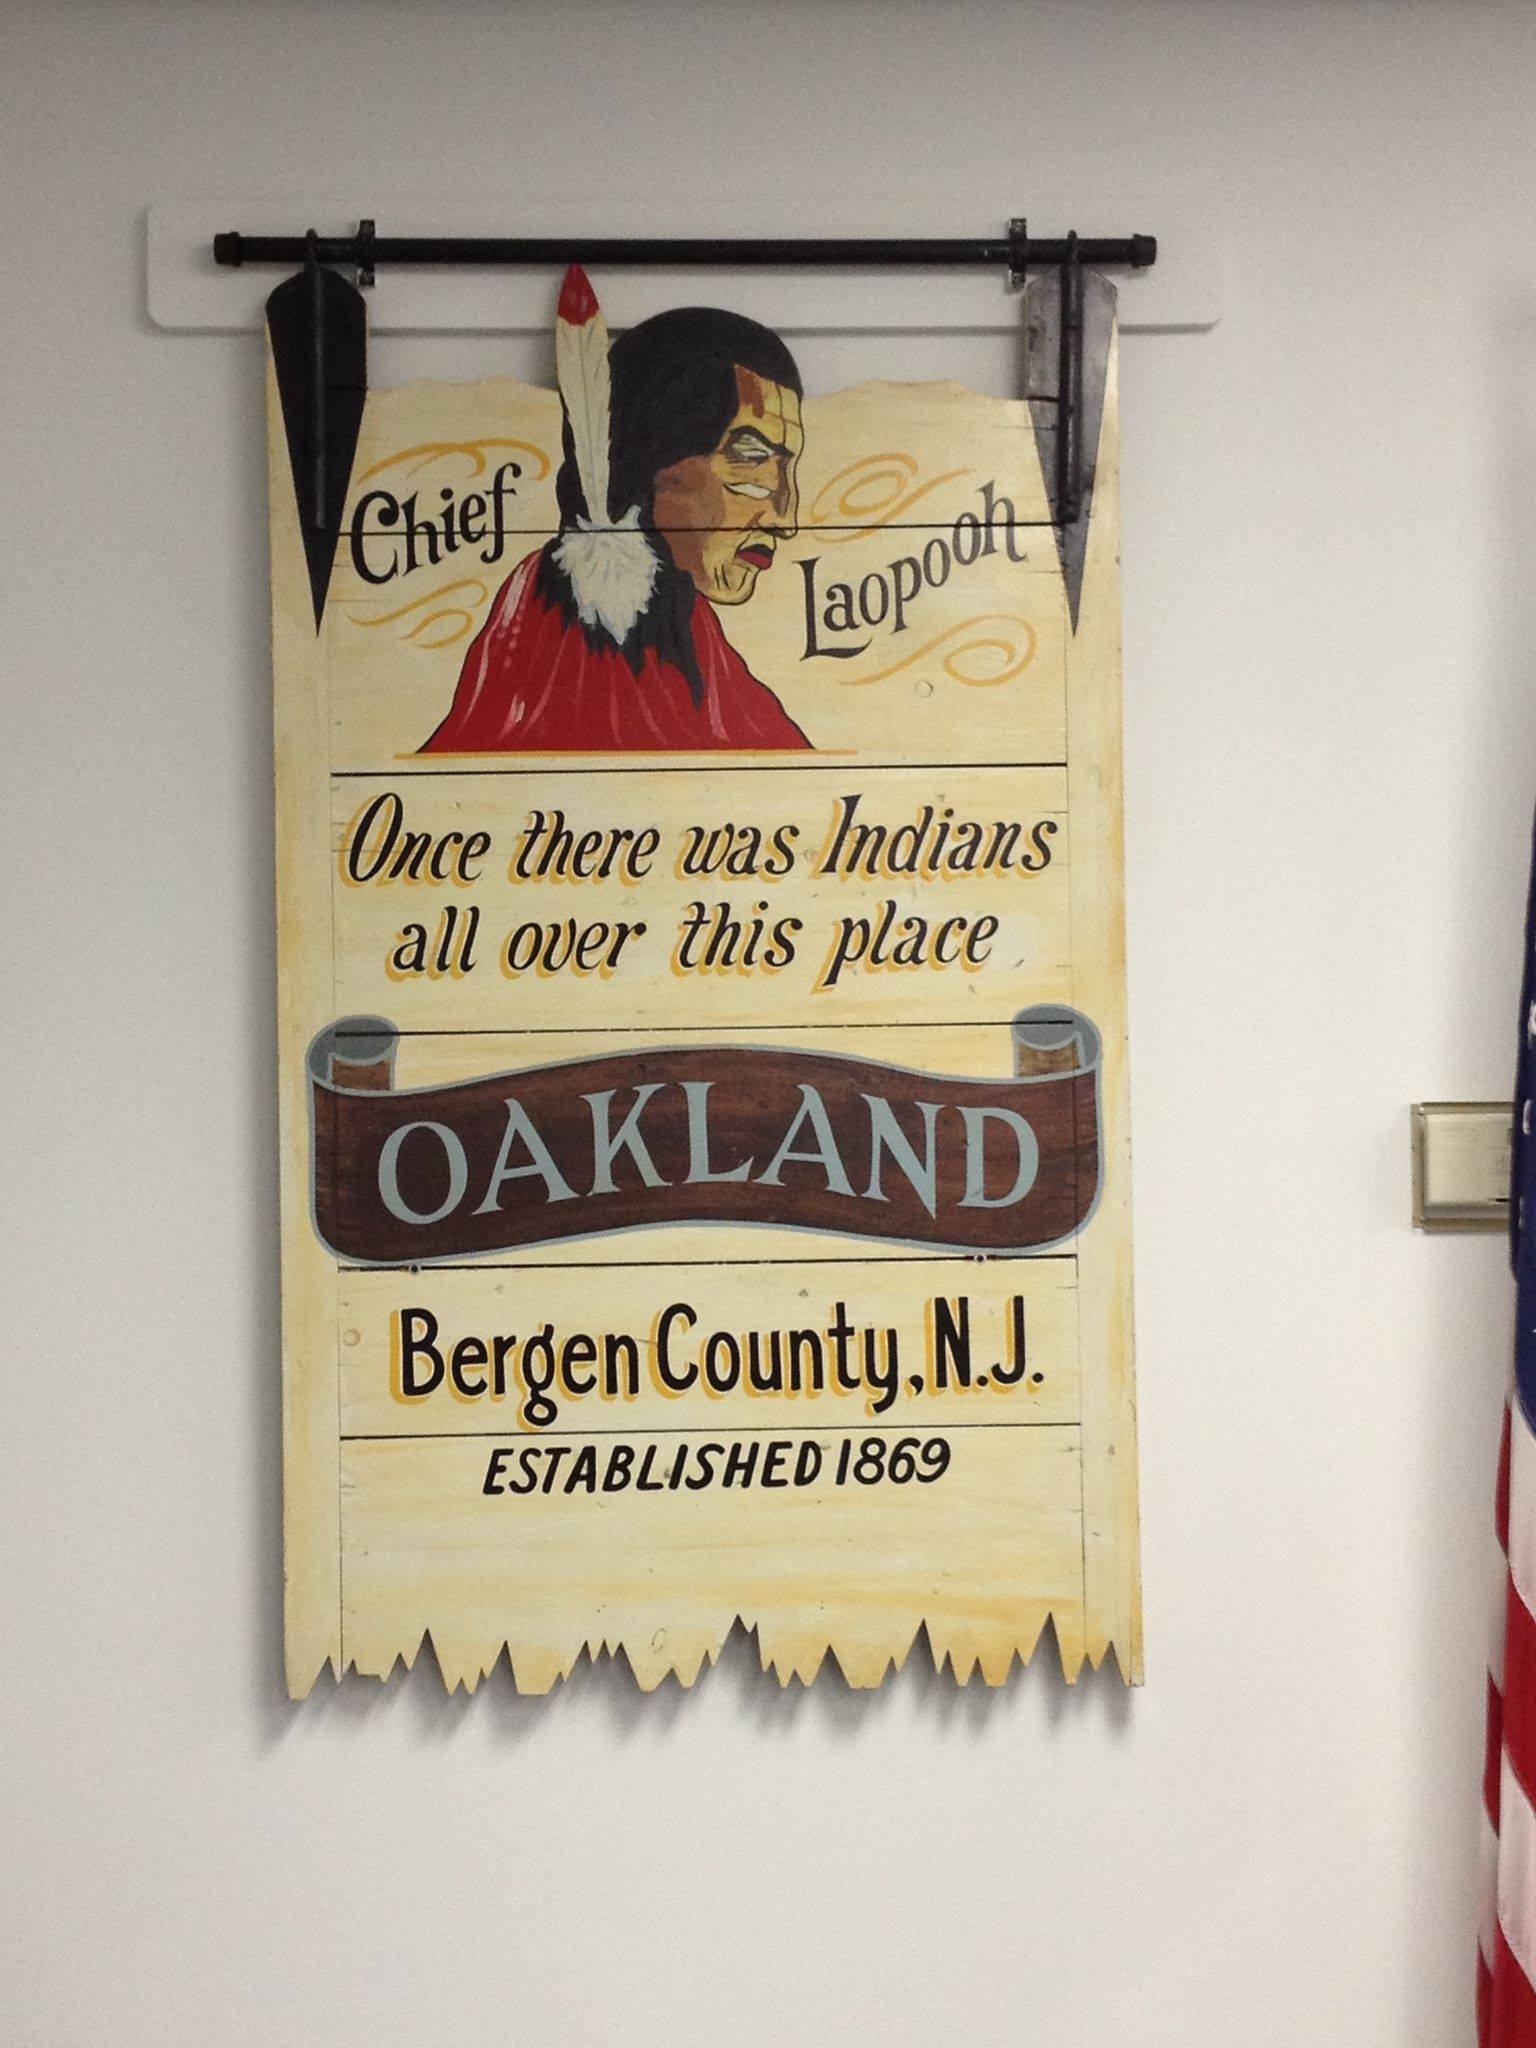 Chief Laopooh
Once there was Indians
all over this place
OAKLAND
Bergen County, N.J.
ESTABLISHED 1869